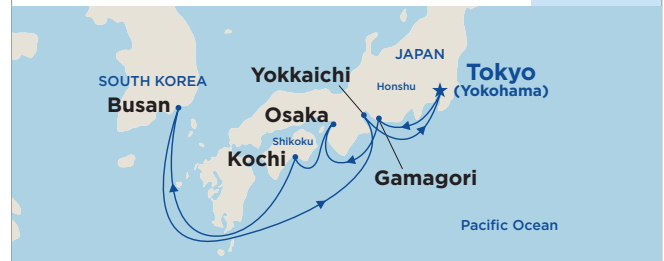 JAPAN
Yokkaichi
Tokyo
(Yokohama)
SOUTH KOREA
Honshu
Busan
Osaka
Shikoku
Kochi
Gamagori
Pacific Ocean